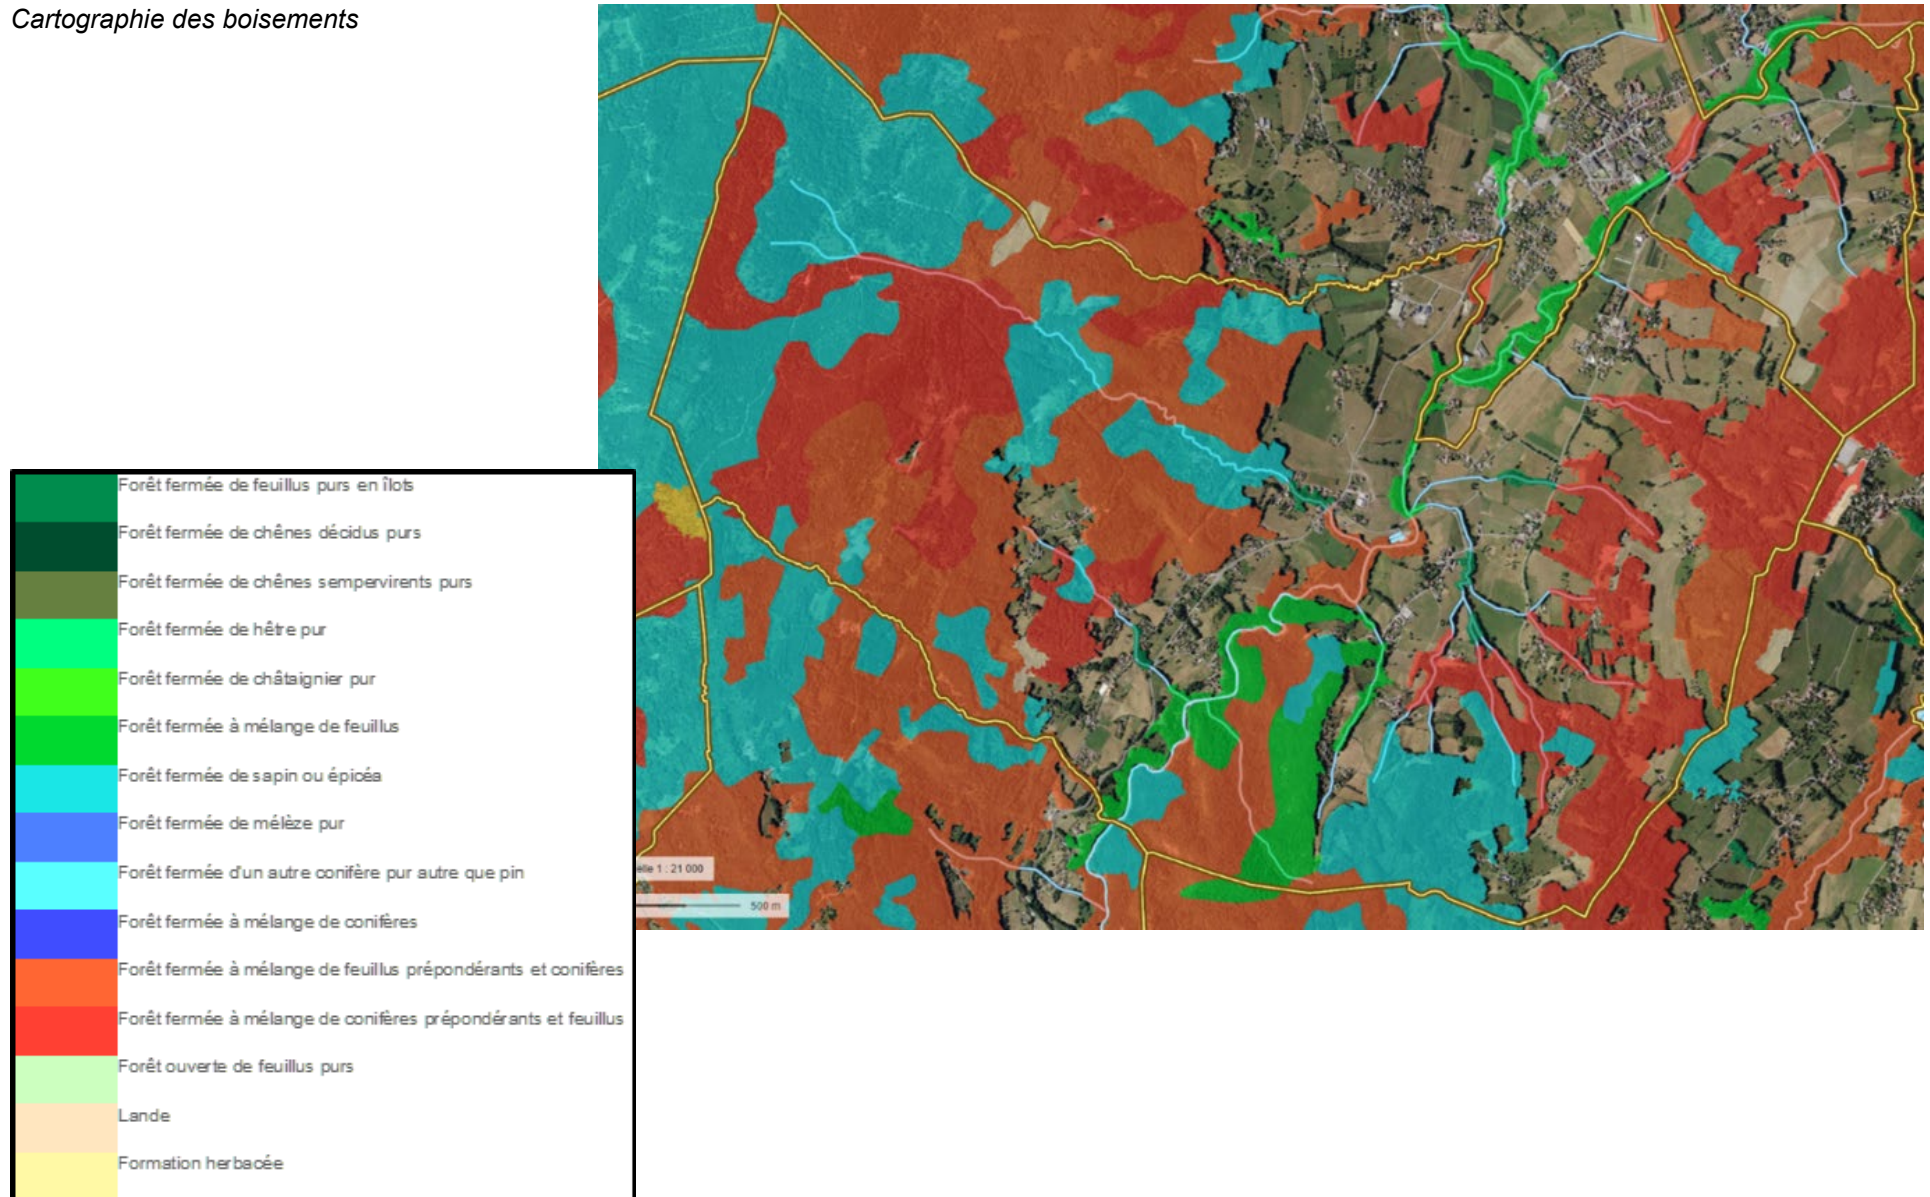 Cartographie des boisements
Forêt fermée de feuillus purs en îlots
Forêt fermée de chênes décidus purs
Forêt fermée de chênes sempervirents purs
Forêt fermée de hêtre pur
Forêt fermée de châtaignier pur
Forêt fermée à mélange de feuillus
Forêt fermée de sapin ou épicéa
Forêt fermée de mélèze pur
Forêt fermée d'un autre conifère pur autre que pin
Forêt fermée à mélange de conifères
Forêt fermée à mélange de feuillus prépondérants et conifères
Forêt fermée à mélange de conifères prépondérants et feuillus
Forêt ouverte de feuillus purs
Lande
Formation herbacée
elle 1 : 21 000
500 m